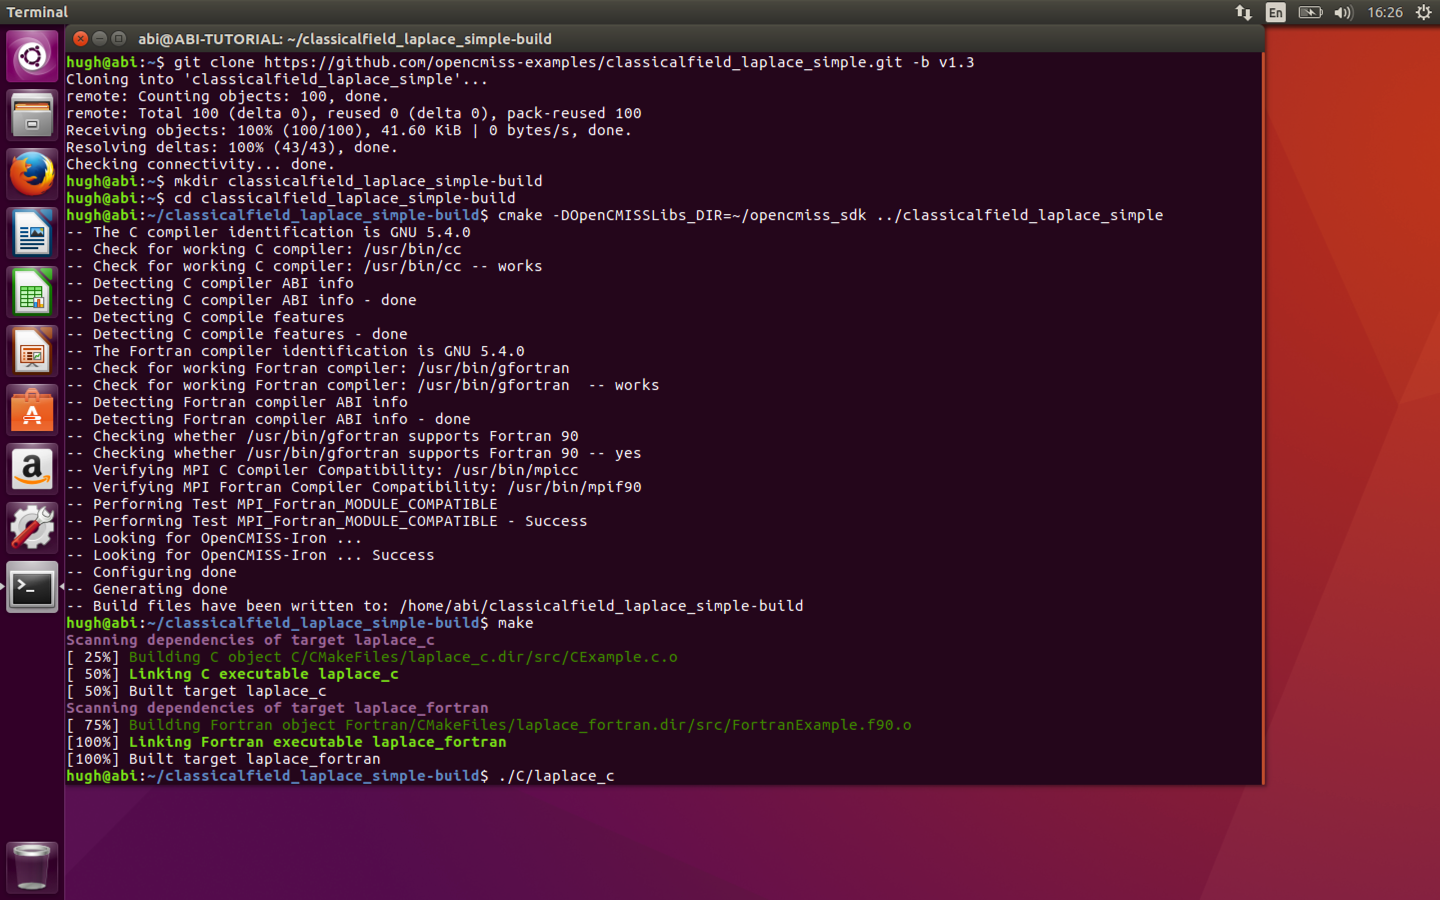 Terminal
En
16:26
abi@ABI-TUTORIAL: ~/classicalfield_laplace_simple-build
hugh@abi:~$ git clone https://github.com/opencmiss-examples/classicalfield_laplace_simple.git -b v1.3
Cloning into 'classicalfield_laplace_simple'...
remote: Counting objects: 100, done.
remote: Total 100 (delta 0), reused 0 (delta 0), pack-reused 100
Receiving objects: 100% (100/100), 41.60 KiB | 0 bytes/s, done.
Resolving deltas: 100% (43/43), done.
Checking connectivity... done.
hugh@abi:~$ mkdir classicalfield_laplace_simple-build
hugh@abi:~$ cd classicalfield_laplace_simple-build
hugh@abi:~/classicalfield_laplace_simple-build$ cmake -DOpenCMISSLibs_DIR=~/opencmiss_sdk ../classicalfield_laplace_simple
-- The C compiler identification is GNU 5.4.0
-- Check for working C compiler: /usr/bin/cc
-- Check for working C compiler: /usr/bin/cc -- works
-- Detecting C compiler ABI info
-- Detecting C compiler ABI info - done
-- Detecting C compile features
-- Detecting C compile features - done
-- The Fortran compiler identification is GNU 5.4.0
-- Check for working Fortran compiler: /usr/bin/gfortran
-- Check for working Fortran compiler: /usr/bin/gfortran  -- works
-- Detecting Fortran compiler ABI info
-- Detecting Fortran compiler ABI info - done
-- Checking whether /usr/bin/gfortran supports Fortran 90
-- Checking whether /usr/bin/gfortran supports Fortran 90 -- yes
-- Verifying MPI C Compiler Compatibility: /usr/bin/mpicc
-- Verifying MPI Fortran Compiler Compatibility: /usr/bin/mpif90
-- Performing Test MPI_Fortran_MODULE_COMPATIBLE
-- Performing Test MPI_Fortran_MODULE_COMPATIBLE - Success
-- Looking for OpenCMISS-Iron ...
-- Looking for OpenCMISS-Iron ... Success
-- Configuring done
-- Generating done
-- Build files have been written to: /home/abi/classicalfield_laplace_simple-build
hugh@abi:~/classicalfield_laplace_simple-build$ make
Scanning dependencies of target laplace_c
[ 25%] Building C object C/CMakeFiles/laplace_c.dir/src/CExample.c.o
[ 50%] Linking C executable laplace_c
[ 50%] Built target laplace_c
Scanning dependencies of target laplace_fortran
[ 75%] Building Fortran object Fortran/CMakeFiles/laplace_fortran.dir/src/FortranExample.f90.o
[100%] Linking Fortran executable laplace_fortran
[100%] Built target laplace_fortran
hugh@abi:~/classicalfield_laplace_simple-build$ ./C/laplace_c